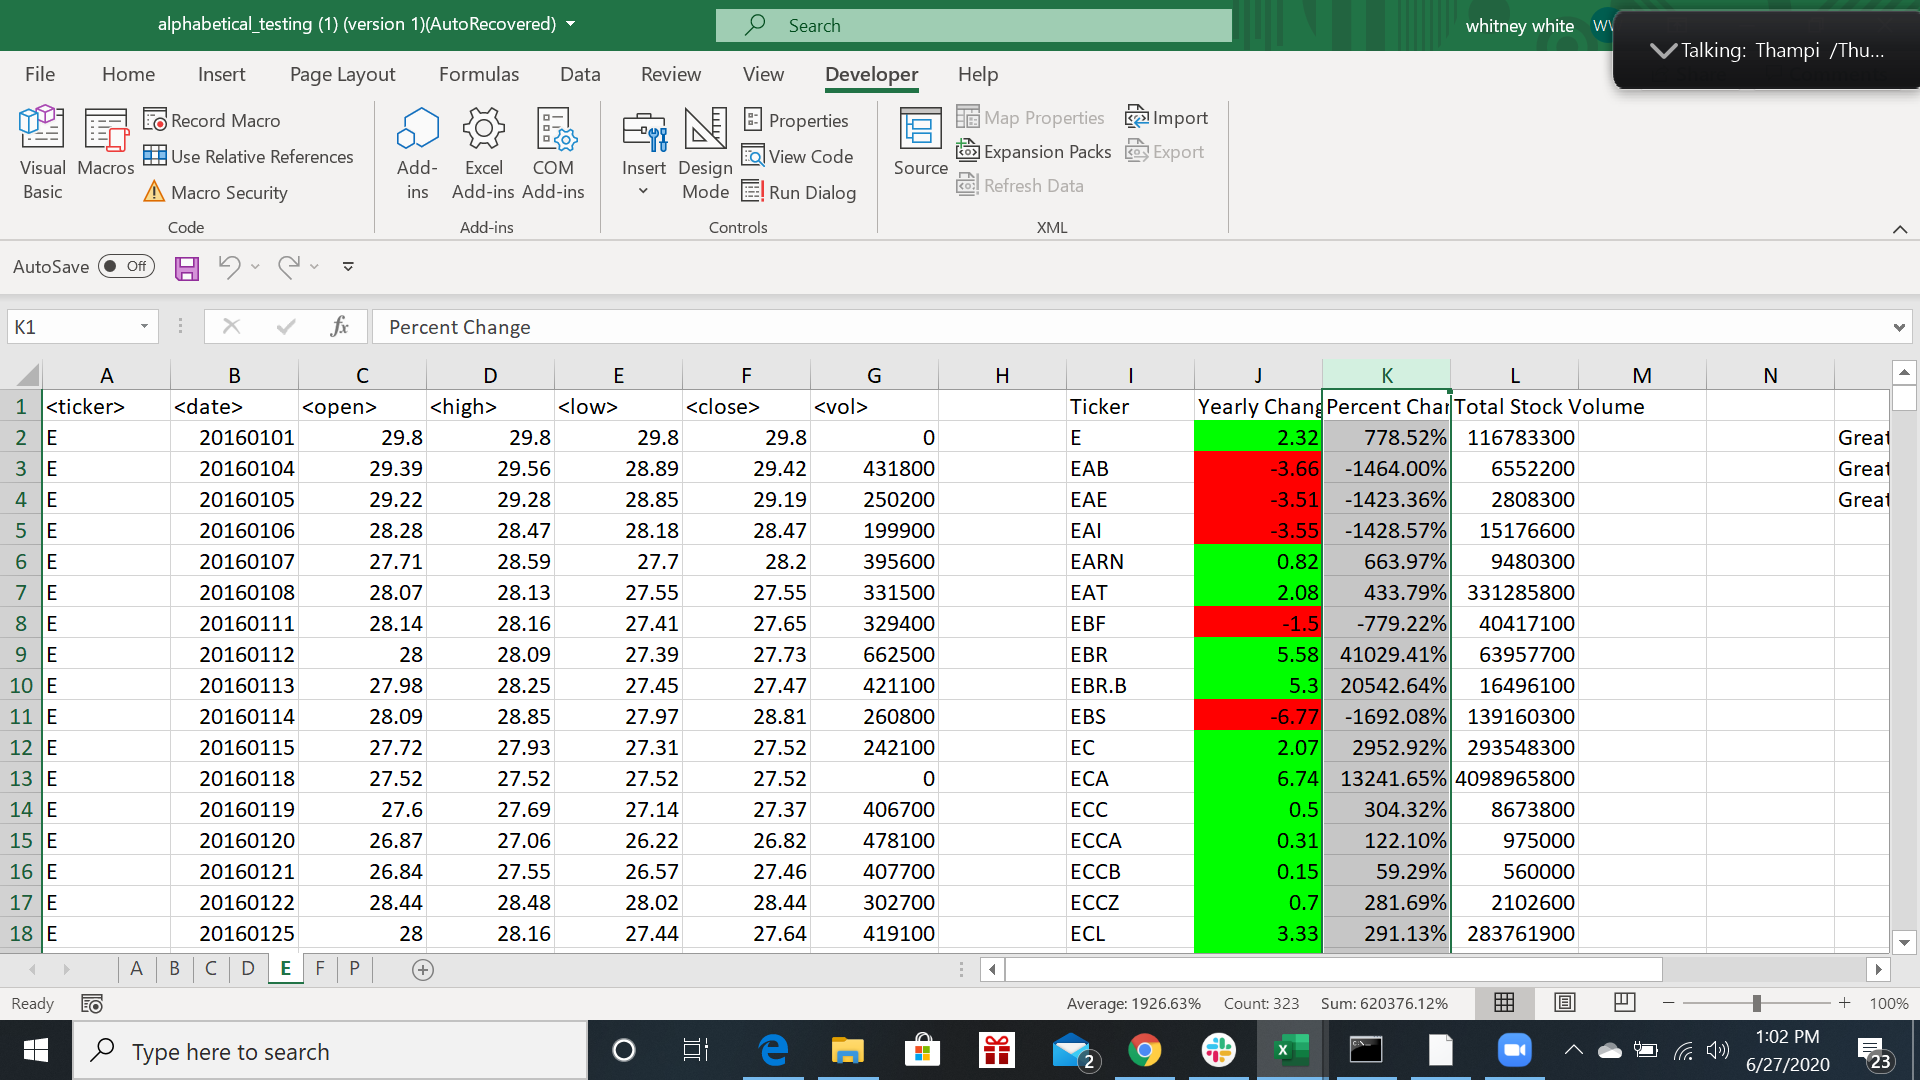 alphabetical_testing (1) (version 1)(AutoRecovered)
Search
whitney white
Talking: Thampi /Thu...
File Home Insert Page Layout Formulas Data Review View Developer Help
Visual Basic
Macros
Record Macro
Use Relative References
Macro Security
Code
Add-ins
Excel Add-ins
COM Add-ins
Add-ins
Insert
Design Mode
Properties
View Code
Run Dialog
Controls
Source
Map Properties
Expansion Packs
Refresh Data
Import
Export
XML
AutoSave Off
K1 fx Percent Change
A B C D E F G H I J K L M N
1 <ticker> <date> <open> <high> <low> <close> <vol> Ticker Yearly Chang Percent Char Total Stock Volume
2 E 20160101 29.8 29.8 29.8 29.8 0 E 2.32 778.52% 116783300 Great
3 E 20160104 29.39 29.56 28.89 29.42 431800 EAB -3.66 -1464.00% 6552200 Great
4 E 20160105 29.22 29.28 28.85 29.19 250200 EAE -3.51 -1423.36% 2808300 Great
5 E 20160106 28.28 28.47 28.18 28.47 199900 EAI -3.55 -1428.57% 15176600
6 E 20160107 27.71 28.59 27.7 28.2 395600 EARN 0.82 663.97% 9480300
7 E 20160108 28.07 28.13 27.55 27.55 331500 EAT 2.08 433.79% 331285800
8 E 20160111 28.14 28.16 27.41 27.65 329400 EBF -1.5 -779.22% 40417100
9 E 20160112 28 28.09 27.39 27.73 662500 EBR 5.58 41029.41% 63957700
10 E 20160113 27.98 28.25 27.45 27.47 421100 EBR.B 5.3 20542.64% 16496100
11 E 20160114 28.09 28.85 27.97 28.81 260800 EBS -6.77 -1692.08% 139160300
12 E 20160115 27.72 27.93 27.31 27.52 242100 EC 2.07 2952.92% 293548300
13 E 20160118 27.52 27.52 27.52 27.52 0 ECA 6.74 13241.65% 4098965800
14 E 20160119 27.6 27.69 27.14 27.37 406700 ECC 0.5 304.32% 8673800
15 E 20160120 26.87 27.06 26.22 26.82 478100 ECCA 0.31 122.10% 975000
16 E 20160121 26.84 27.55 26.57 27.46 407700 ECCB 0.15 59.29% 560000
17 E 20160122 28.44 28.48 28.02 28.44 302700 ECCZ 0.7 281.69% 2102600
18 E 20160125 28 28.16 27.44 27.64 419100 ECL 3.33 291.13% 283761900
A B C D E F P
Ready Average: 1926.63% Count: 323 Sum: 620376.12% 100%
Type here to search
2
1:02 PM
6/27/2020
23